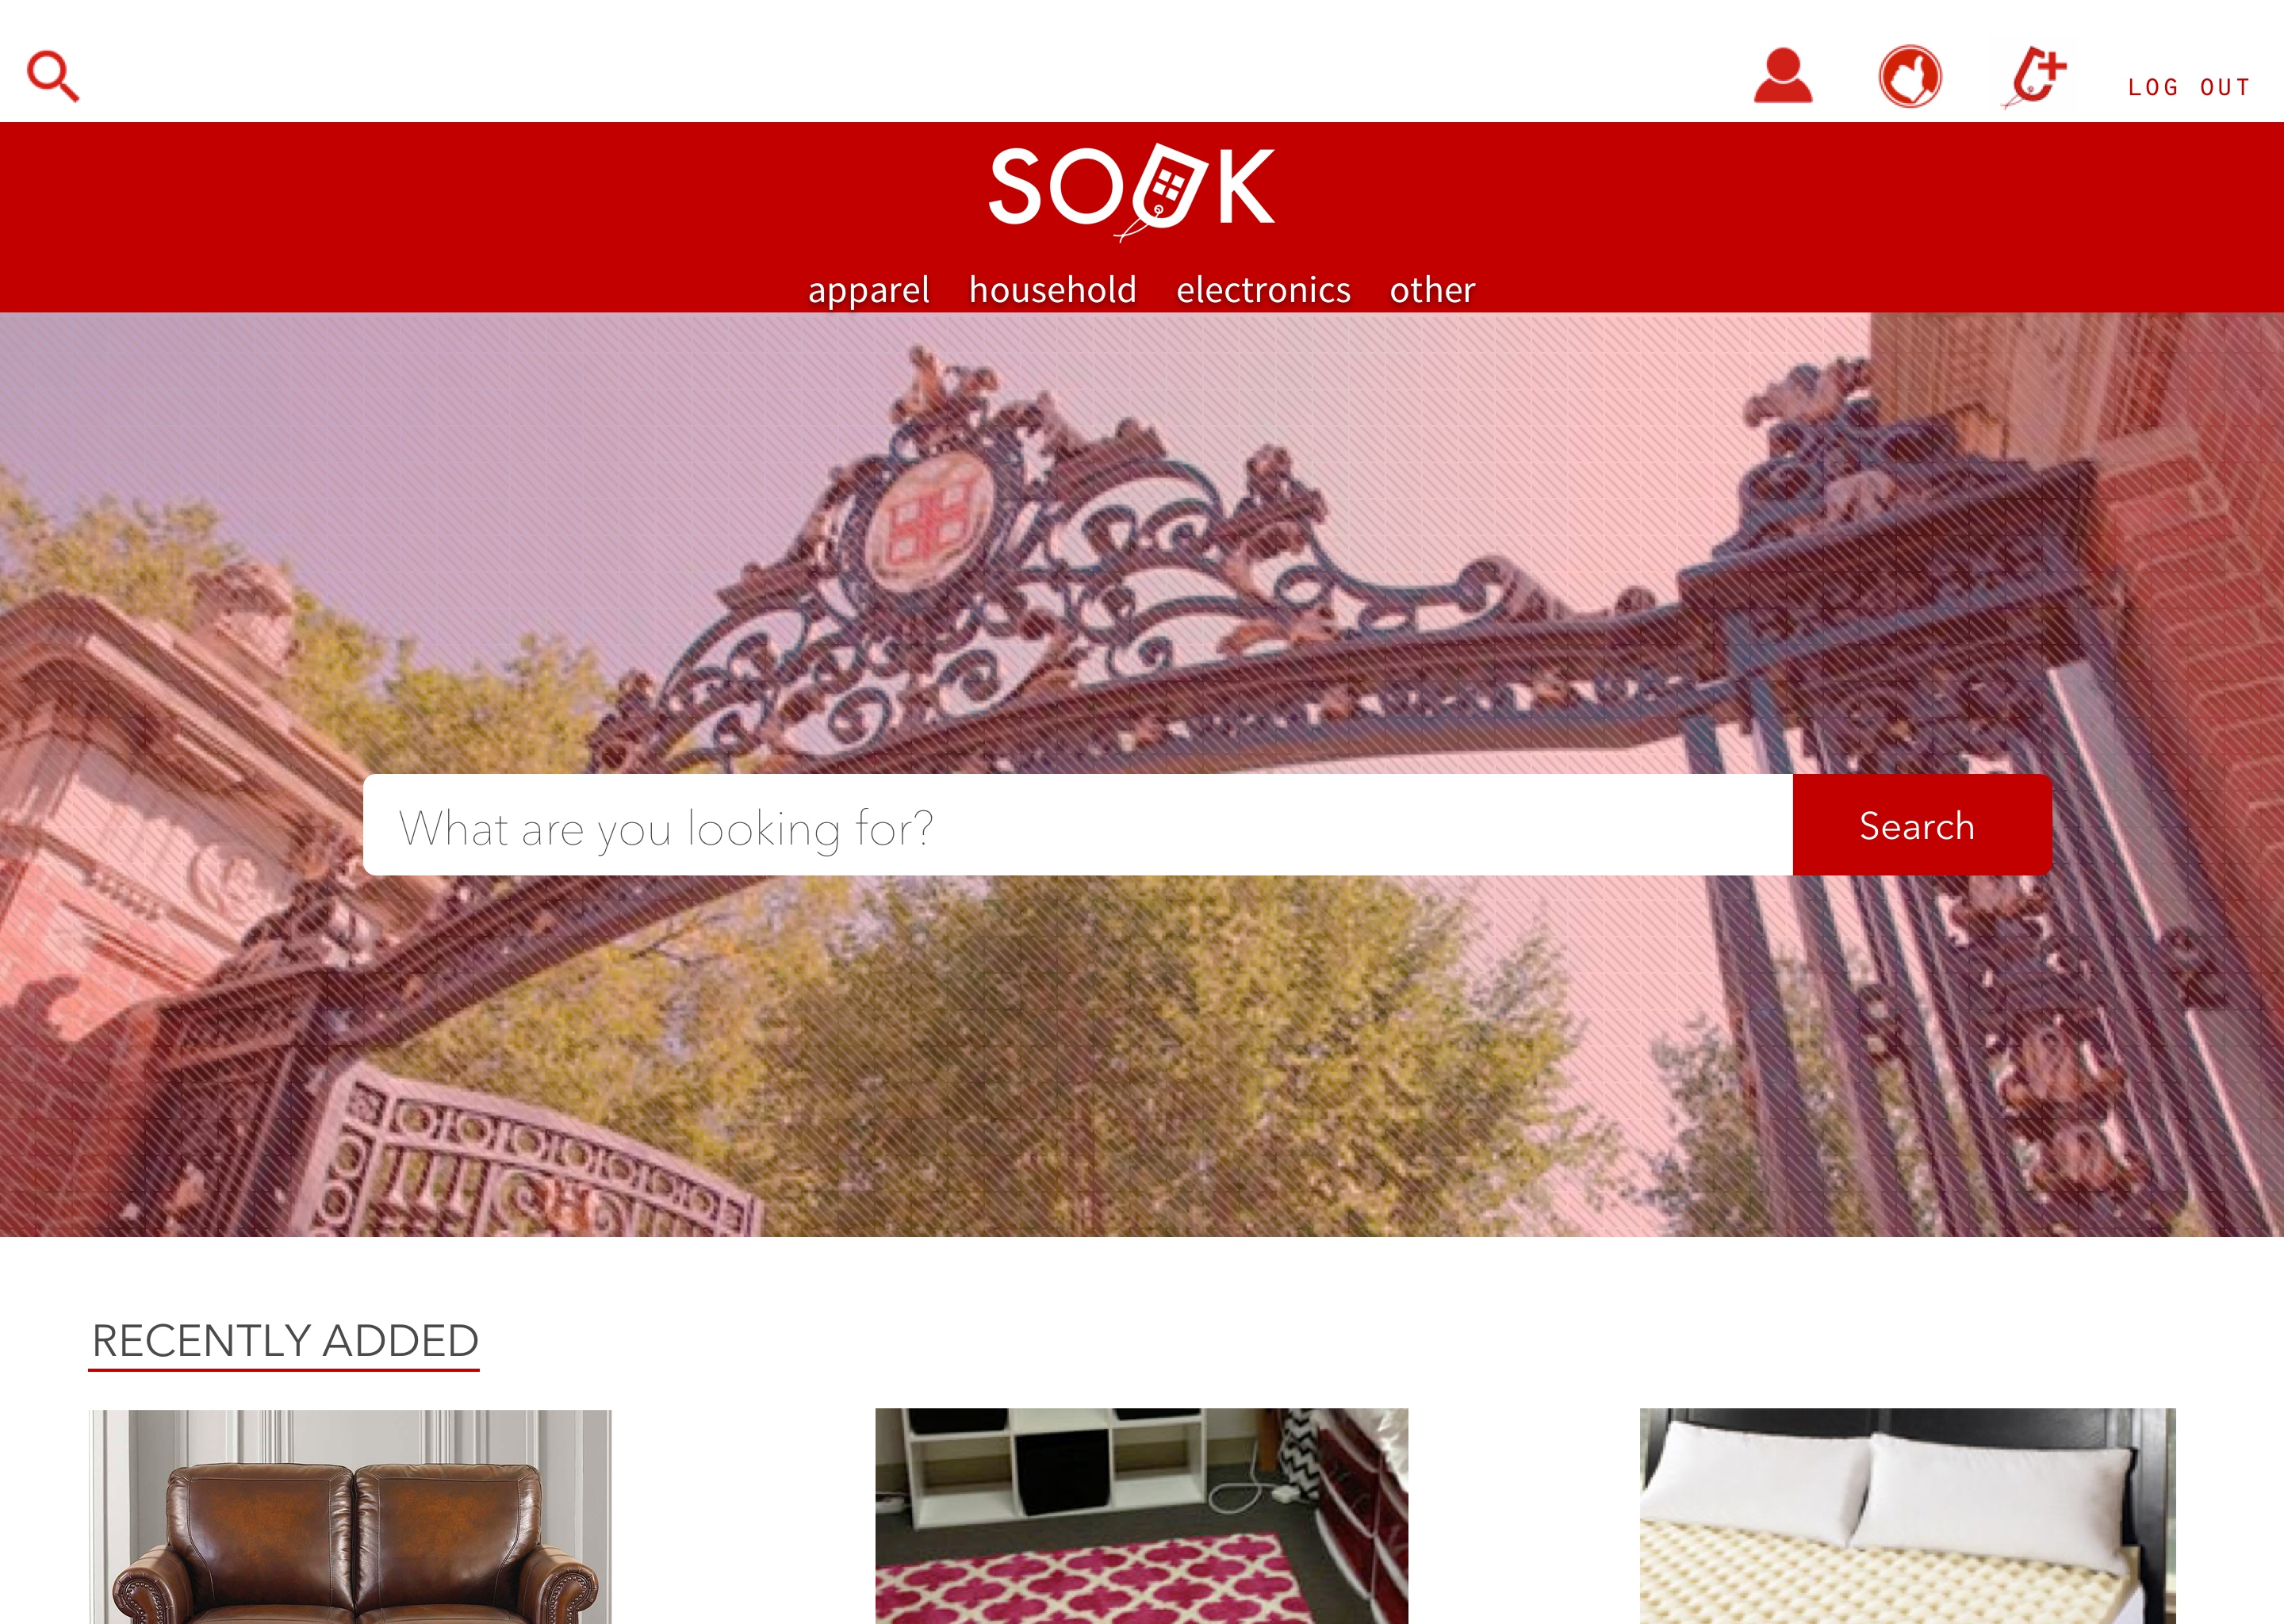 LOG OUT
SOUK
apparel household electronics other
What are you looking for?
Search
RECENTLY ADDED